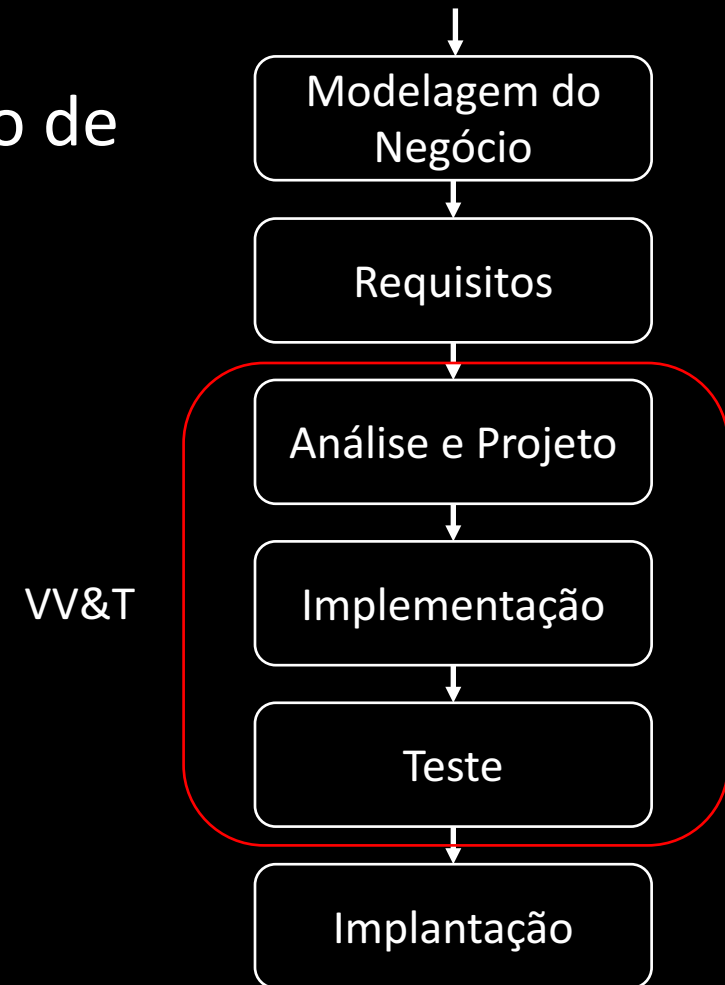 o de
Modelagem do
Negócio
Requisitos
Análise e Projeto
VV&T
Implementação
Teste
Implantação